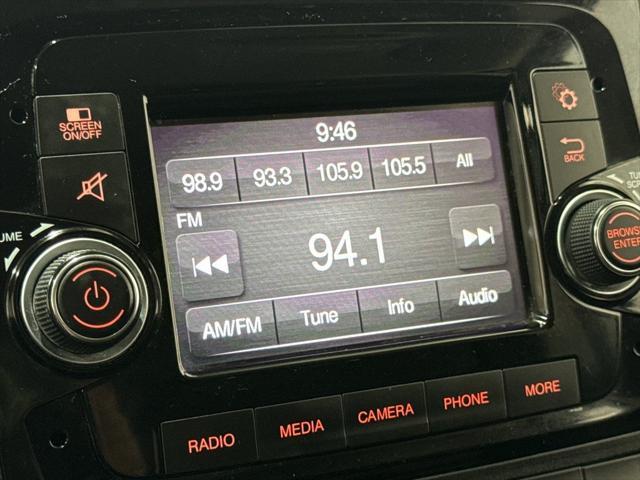 SCREEN
ON/OFF
9:46
98.9 93.3 105.9 105.5 All
FM
94.1
AM/FM Tune Info Audio
BACK
BROWSE
ENTER
RADIO MEDIA CAMERA PHONE MORE